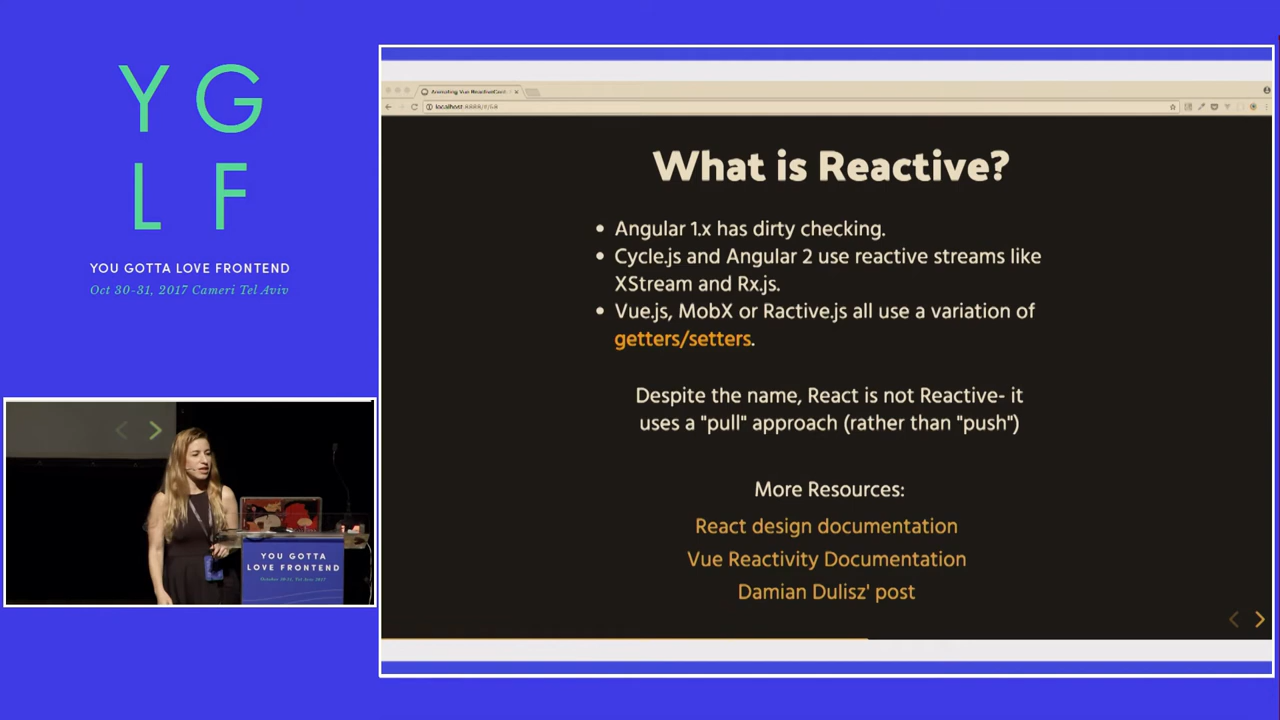 Y G
L F
YOU GOTTA LOVE FRONTEND
Oct 30-31, 2017 Cameri Tel Aviv
localhost:8889/#/58
What is Reactive?
• Angular 1.x has dirty checking.
• Cycle.js and Angular 2 use reactive streams like
XStream and Rx.js.
• Vue.js, MobX or Ractive.js all use a variation of
getters/setters.
Despite the name, React is not Reactive- it
uses a "pull" approach (rather than "push")
More Resources:
React design documentation
Vue Reactivity Documentation
Damian Dulisz' post
YOU GOTTA
LOVE FRONTEND